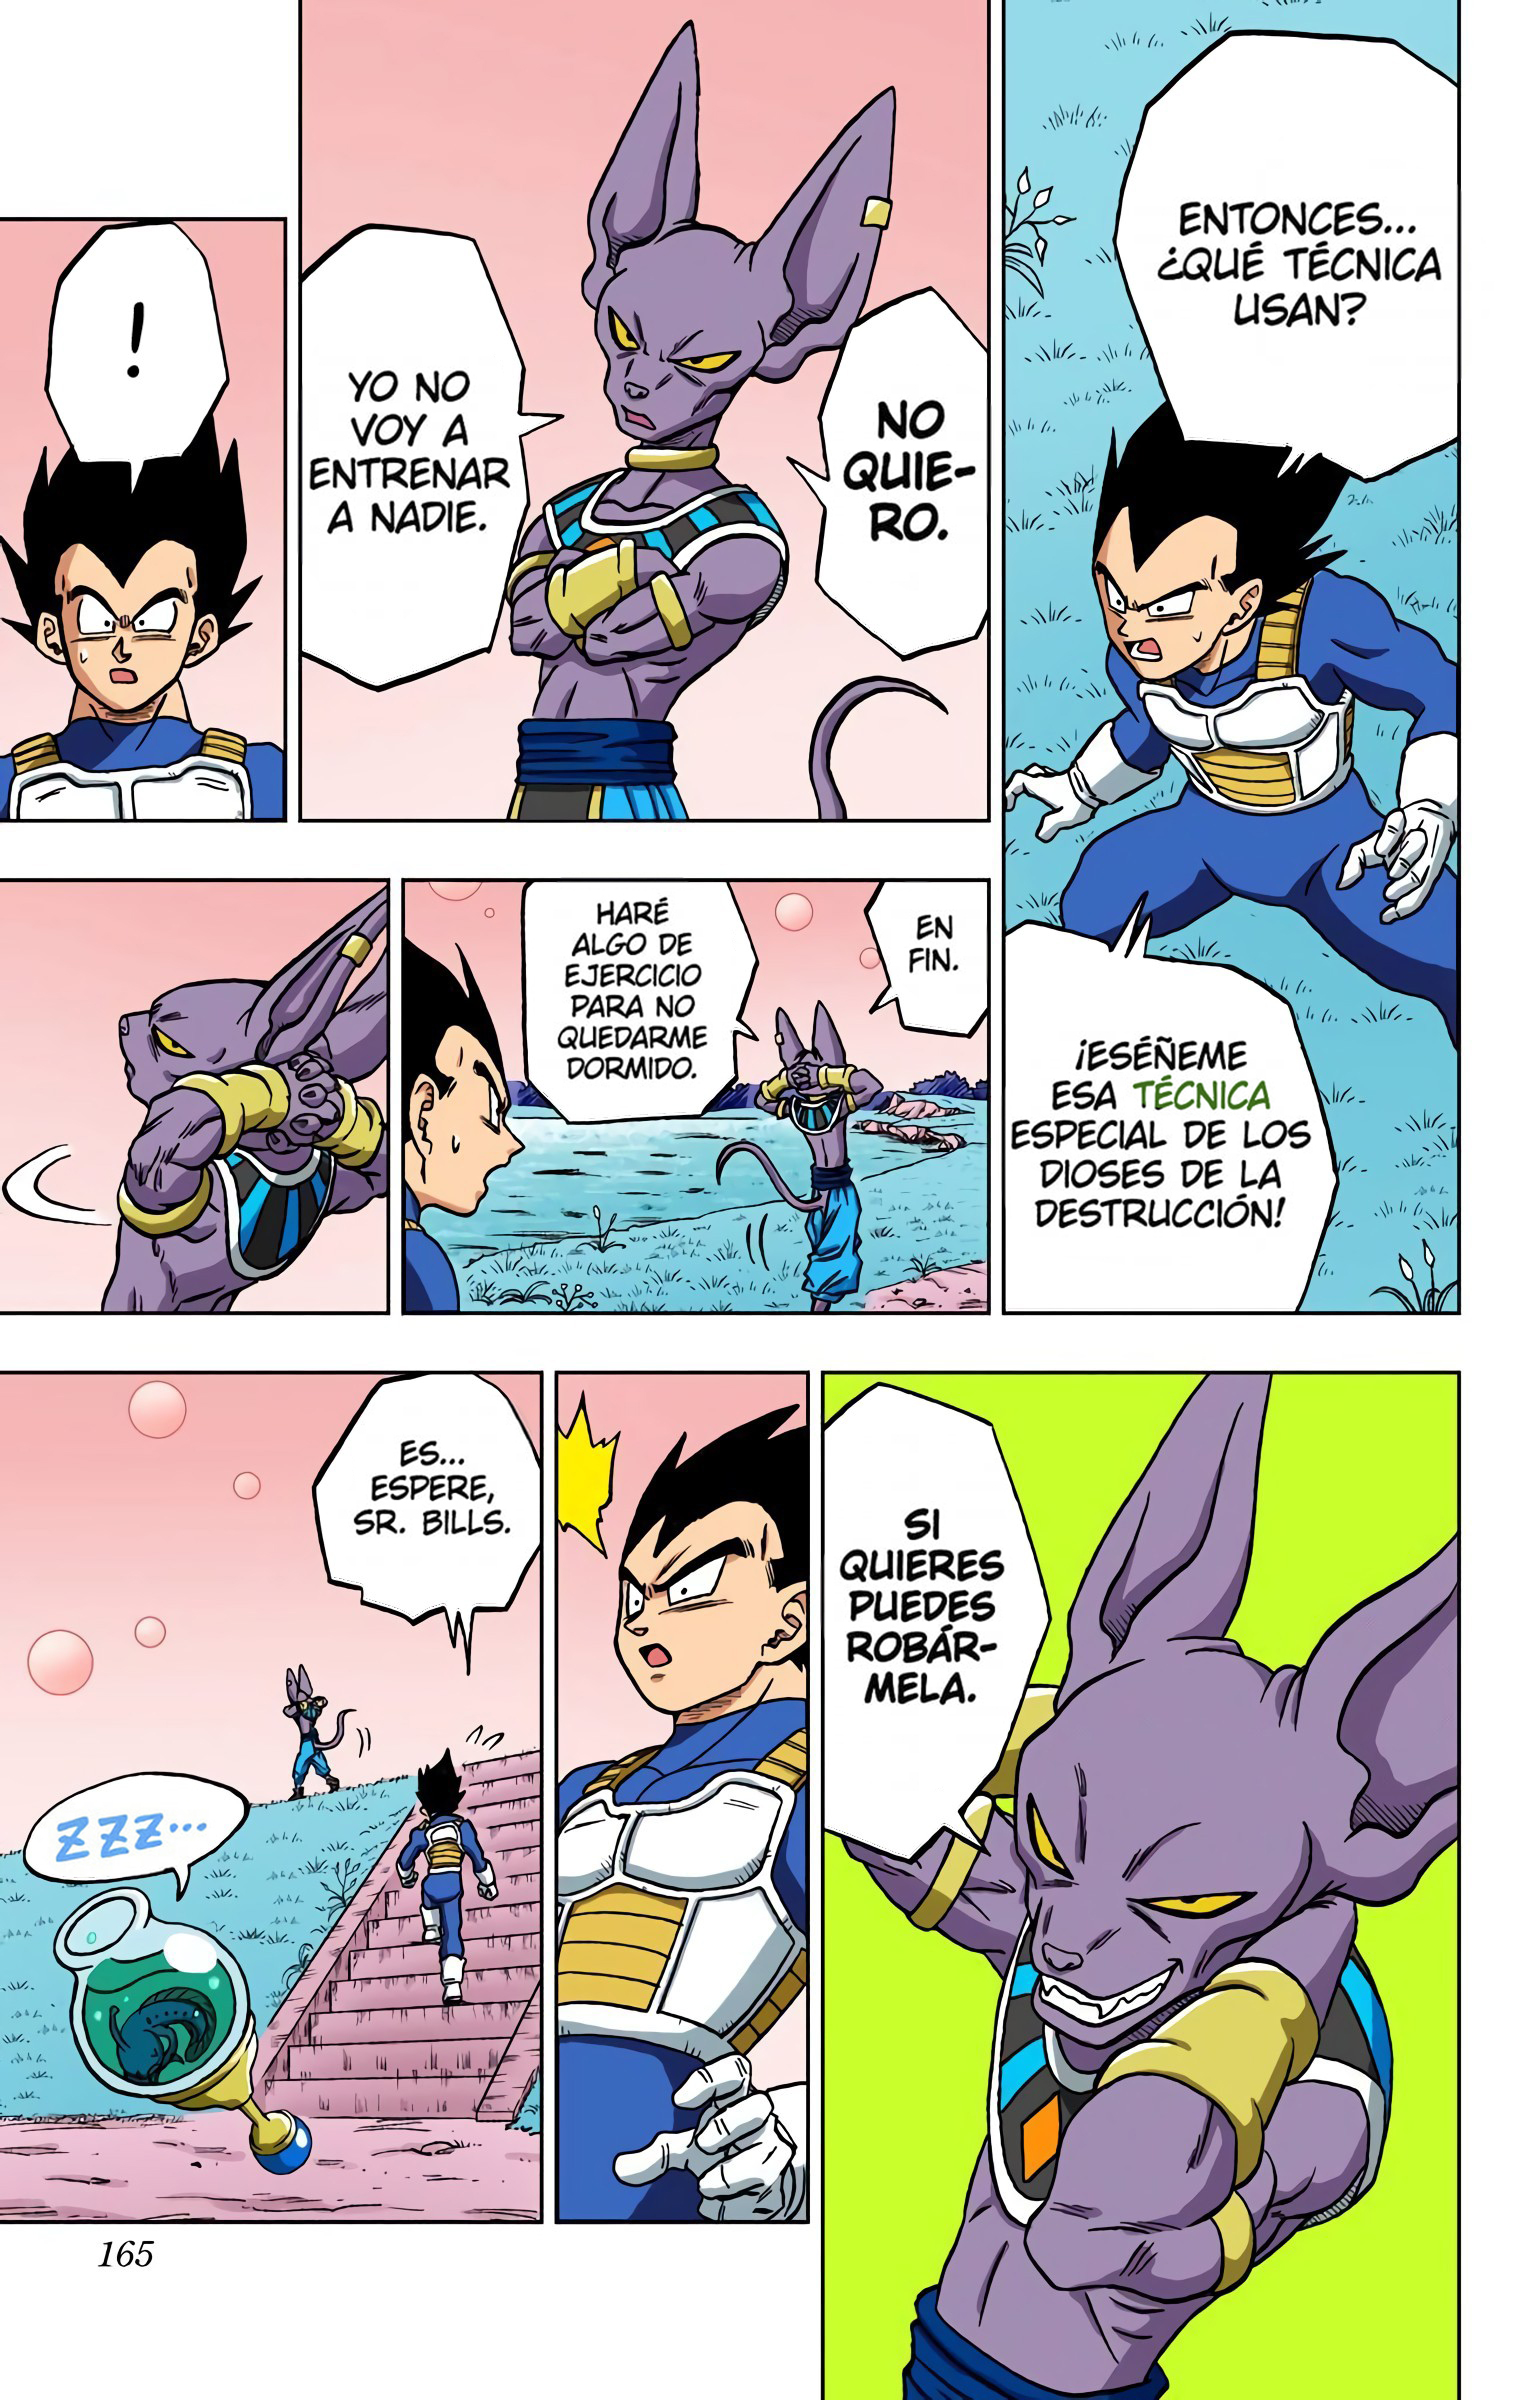 ENTONCES...
¿QUÉ TÉCNICA
USAN?
¡ESÉÑEME
ESA TÉCNICA
ESPECIAL DE LOS
DIOSES DE LA
DESTRUCCIÓN!
NO
QUIE-
RO.
YO NO
VOY A
ENTRENAR
A NADIE.
!
EN
FIN.
HARÉ
ALGO DE
EJERCICIO
PARA NO
QUEDARME
DORMIDO.
SI
QUIERES
PUEDES
ROBÁR-
MELA.
ES...
ESPERE,
SR. BILLS.
ZZZ...
165